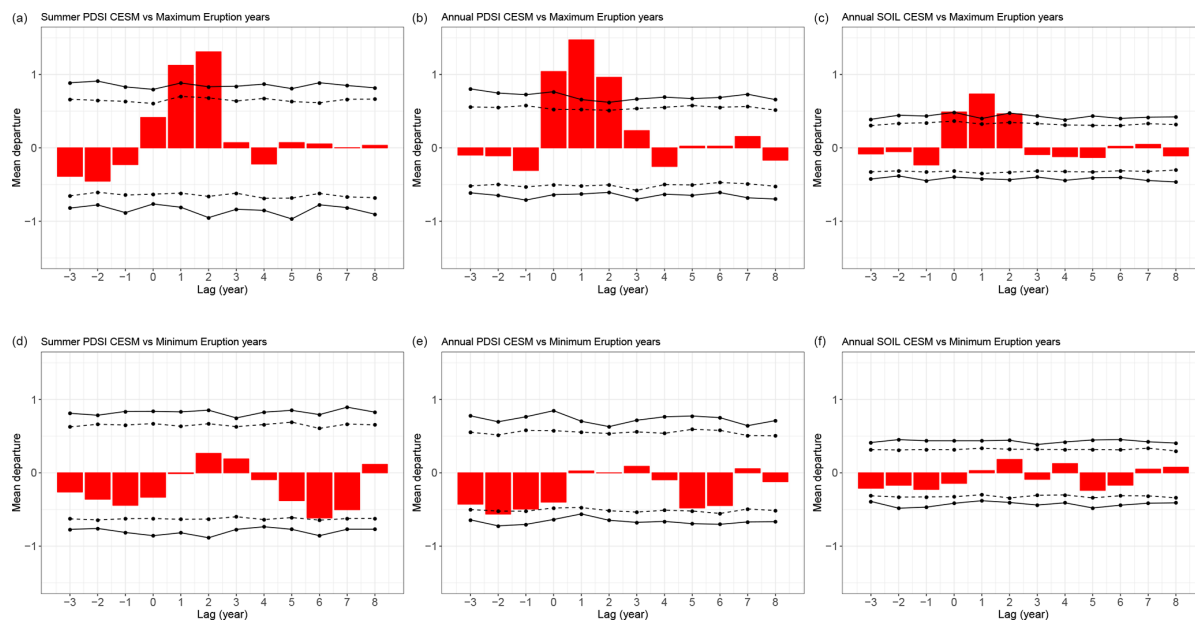 (a) Summer PDSI CESM vs Maximum Eruption years
Mean departure
1
0
−1
−3 −2 −1 0 1 2 3 4 5 6 7 8
Lag (year)
(b) Annual PDSI CESM vs Maximum Eruption years
Mean departure
1
0
−1
−3 −2 −1 0 1 2 3 4 5 6 7 8
Lag (year)
(c) Annual SOIL CESM vs Maximum Eruption years
Mean departure
1
0
−1
−3 −2 −1 0 1 2 3 4 5 6 7 8
Lag (year)
(d) Summer PDSI CESM vs Minimum Eruption years
Mean departure
1
0
−1
−3 −2 −1 0 1 2 3 4 5 6 7 8
Lag (year)
(e) Annual PDSI CESM vs Minimum Eruption years
Mean departure
1
0
−1
−3 −2 −1 0 1 2 3 4 5 6 7 8
Lag (year)
(f) Annual SOIL CESM vs Minimum Eruption years
Mean departure
1
0
−1
−3 −2 −1 0 1 2 3 4 5 6 7 8
Lag (year)